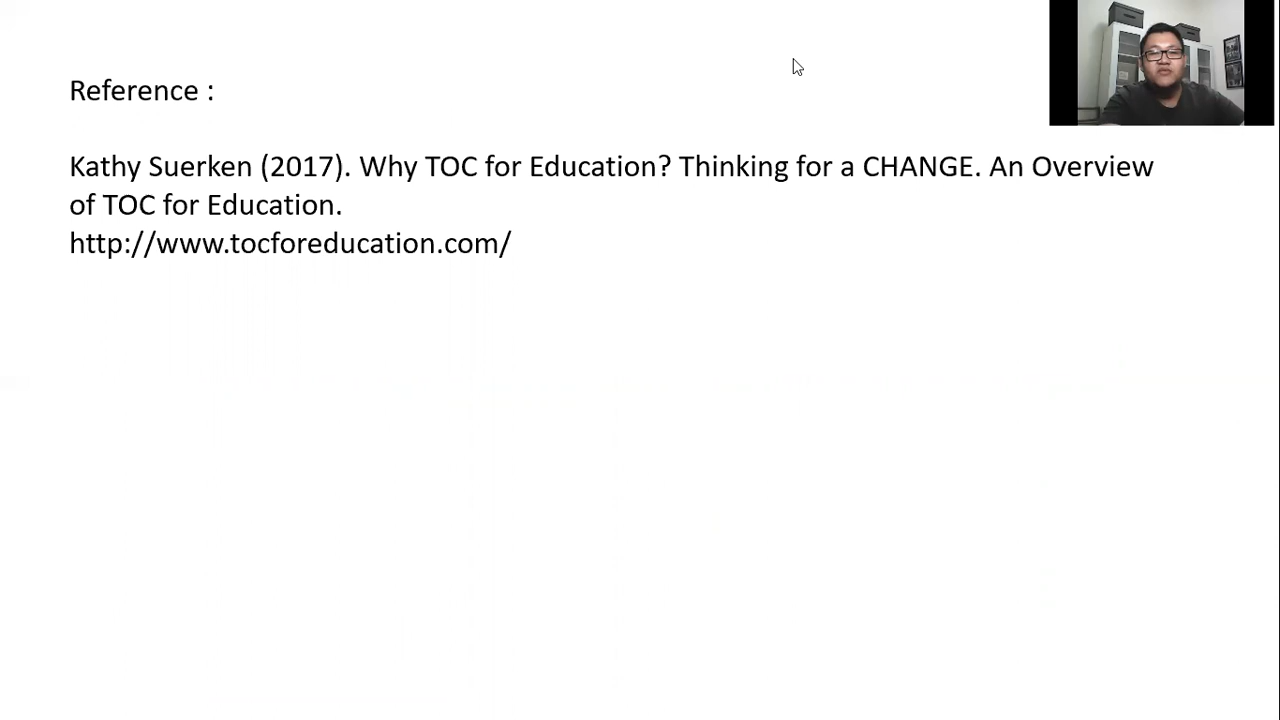 Reference :
Kathy Suerken (2017). Why TOC for Education? Thinking for a CHANGE. An Overview
of TOC for Education.
http://www.tocforeducation.com/